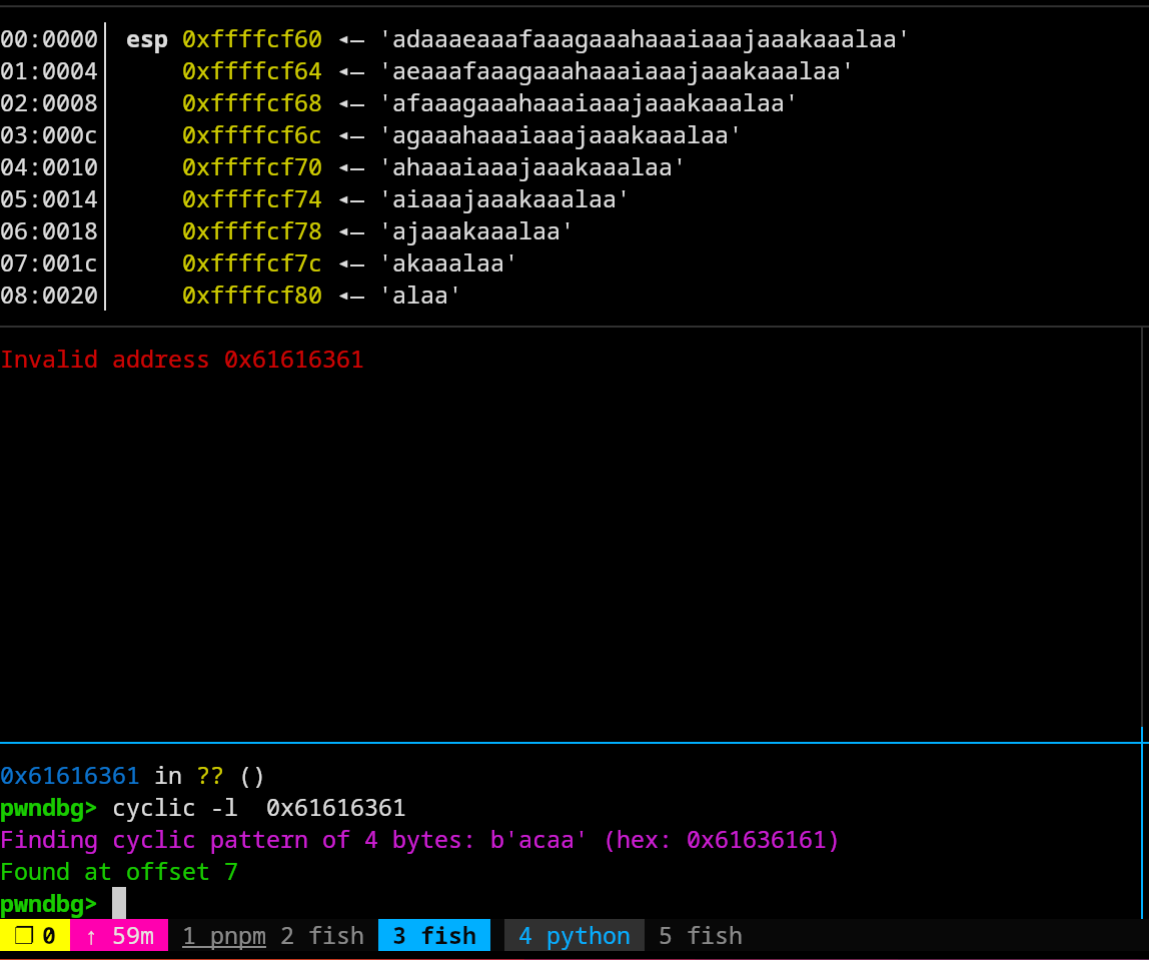 00:0000│ esp 0xffffcf60 ◂— 'adaaaeaaafaaagaaahaaaiaaajaaakaaalaa'
01:0004│     0xffffcf64 ◂— 'aeaaafaaagaaahaaaiaaajaaakaaalaa'
02:0008│     0xffffcf68 ◂— 'afaaagaaahaaaiaaajaaakaaalaa'
03:000c│     0xffffcf6c ◂— 'agaaahaaaiaaajaaakaaalaa'
04:0010│     0xffffcf70 ◂— 'ahaaaiaaajaaakaaalaa'
05:0014│     0xffffcf74 ◂— 'aiaaajaaakaaalaa'
06:0018│     0xffffcf78 ◂— 'ajaaakaaalaa'
07:001c│     0xffffcf7c ◂— 'akaaalaa'
08:0020│     0xffffcf80 ◂— 'alaa'
Invalid address 0x61616361
0x61616361 in ?? ()
pwndbg> cyclic -l  0x61616361
Finding cyclic pattern of 4 bytes: b'acaa' (hex: 0x61636161)
Found at offset 7
pwndbg>
❐ 0 ↑ 59m 1 pnpm 2 fish 3 fish 4 python 5 fish